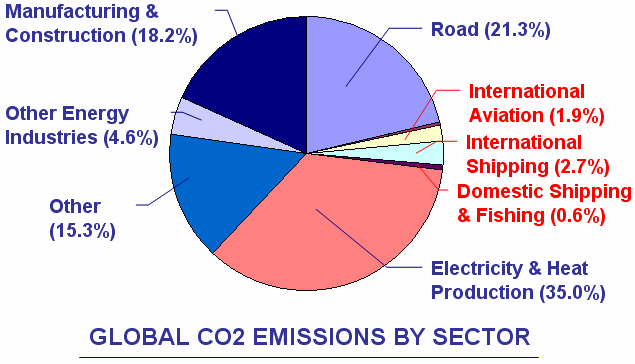 Manufacturing &
Construction (18.2%)
Road (21.3%)
International
Aviation (1.9%)
Other Energy
Industries (4.6%)
International
Shipping (2.7%)
Domestic Shipping
& Fishing (0.6%)
Other
(15.3%)
Electricity & Heat
Production (35.0%)
GLOBAL CO2 EMISSIONS BY SECTOR